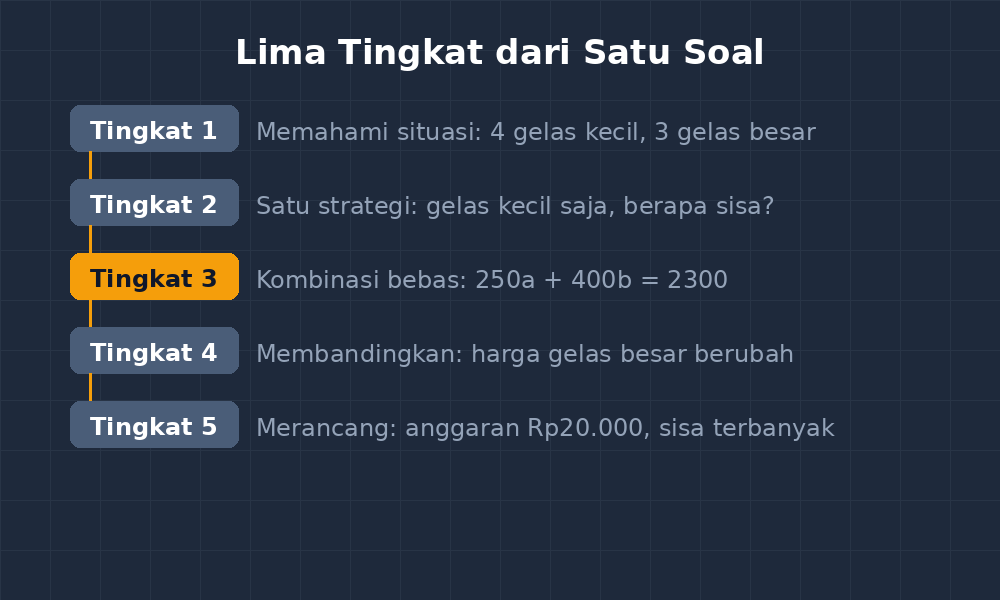 Lima Tingkat dari Satu Soal
Tingkat 1 Memahami situasi: 4 gelas kecil, 3 gelas besar
Tingkat 2 Satu strategi: gelas kecil saja, berapa sisa?
Tingkat 3 Kombinasi bebas: 250a + 400b = 2300
Tingkat 4 Membandingkan: harga gelas besar berubah
Tingkat 5 Merancang: anggaran Rp20.000, sisa terbanyak